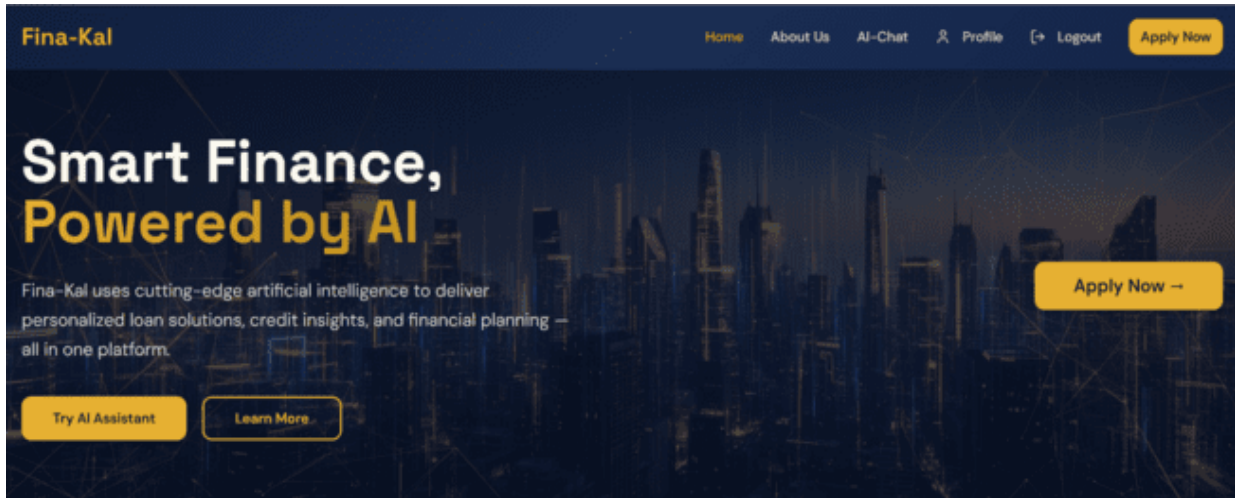 Fina-Kal
Home About Us AI-Chat Profile Logout Apply Now
Smart Finance,
Powered by AI
Fina-Kal uses cutting-edge artificial intelligence to deliver
personalized loan solutions, credit insights, and financial planning —
all in one platform.
Apply Now →
Try AI Assistant Learn More